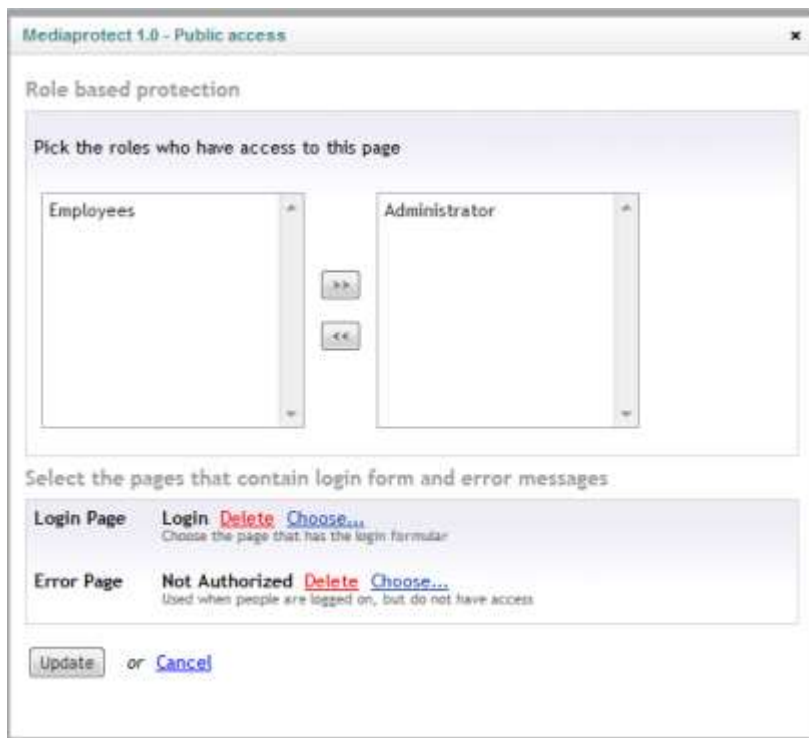 Mediaprotect 1.0 - Public access x
Role based protection
Pick the roles who have access to this page
Employees Administrator
>>
<<
Select the pages that contain login form and error messages
Login Page Login Delete Choose...
Choose the page that has the login formular
Error Page Not Authorized Delete Choose...
Used when people are logged on, but do not have access
Update or Cancel